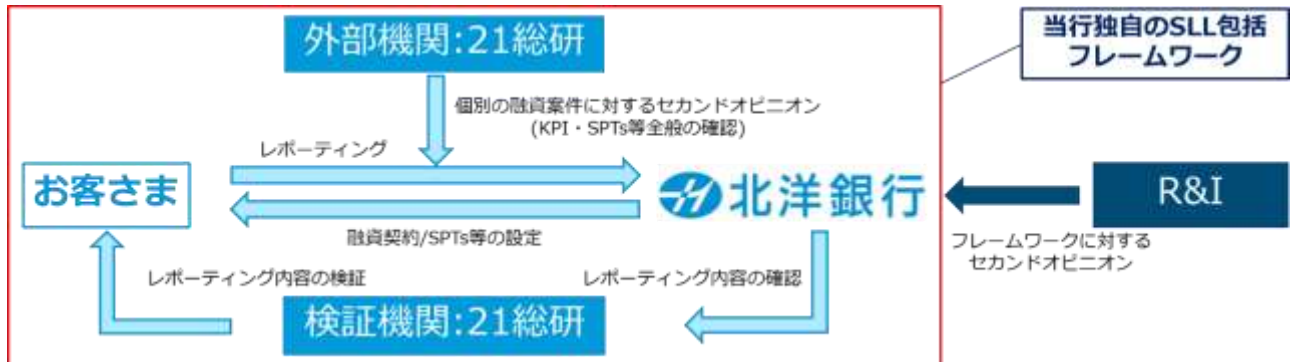 外部機関:21総研
当行独自のSLL包括
フレームワーク
個別の融資案件に対するセカンドオピニオン
(KPI・SPTs等全般の確認)
レポーティング
お客さま
北洋銀行
R&I
融資契約/SPTs等の設定
フレームワークに対する
セカンドオピニオン
レポーティング内容の検証
レポーティング内容の確認
検証機関:21総研